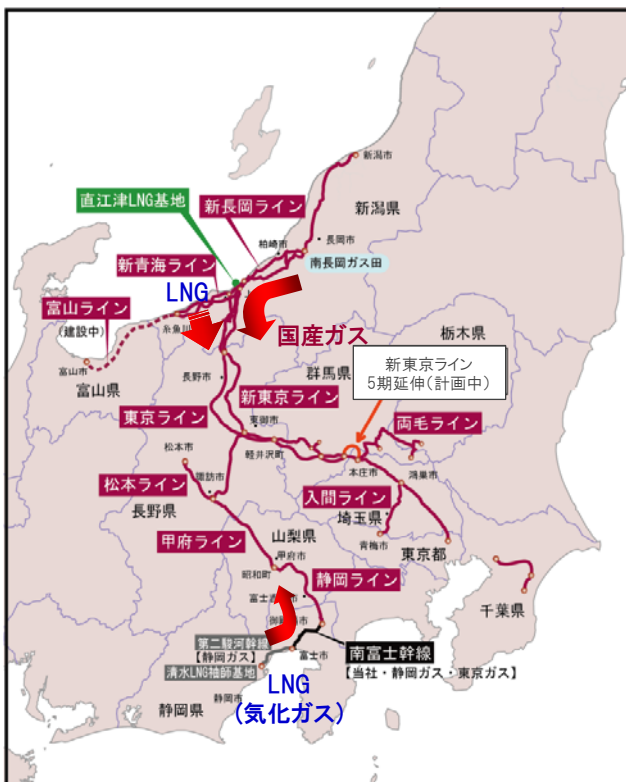 新潟市
直江津LNG基地
新長岡ライン
新潟県
柏崎市
長岡市
新青海ライン
南長岡ガス田
LNG
富山ライン
(建設中)
糸魚川
国産ガス
栃木県
富山市
富山県
長野市
群馬県
新東京ライン
5期延伸(計画中)
新東京ライン
東京ライン
東御市
両毛ライン
松本市
軽井沢町
本庄市
鴻巣市
諏訪市
松本ライン
入間ライン
長野県
埼玉県
山梨県
甲府ライン
青梅市
東京都
甲府市
昭和町
静岡ライン
千葉県
第二駿河幹線
【静岡ガス】
富士市
南富士幹線
【当社・静岡ガス・東京ガス】
清水LNG袖師基地
静岡市
静岡県
LNG
(気化ガス)